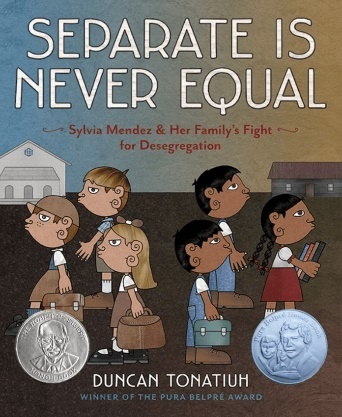 SEPARATE IS
NEVER EQUAL
Sylvia Mendez & Her Family's Fight
for Desegregation
DUNCAN TONATIUH
WINNER OF THE PURA BELPRÉ AWARD